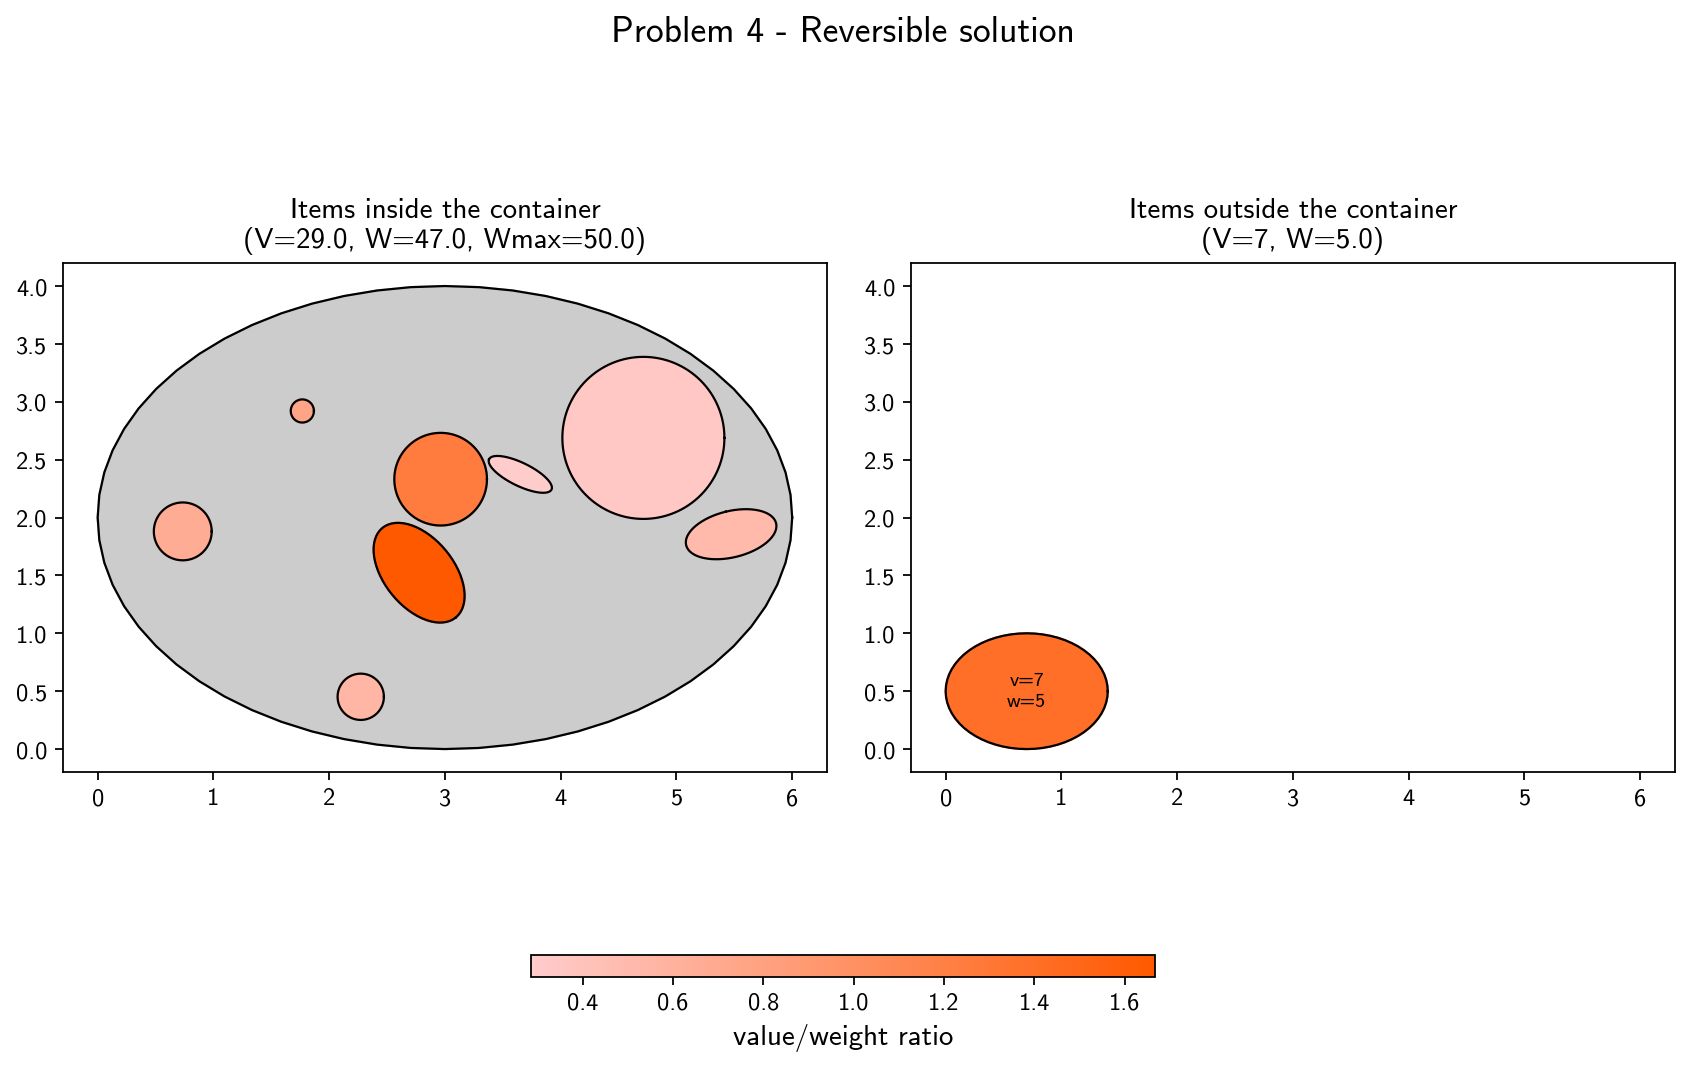 Problem 4 - Reversible solution
Items inside the container
(V=29.0, W=47.0, Wmax=50.0)
4.0
3.5
3.0
2.5
2.0
1.5
1.0
0.5
0.0
0 1 2 3 4 5 6
Items outside the container
(V=7, W=5.0)
4.0
3.5
3.0
2.5
2.0
1.5
1.0
0.5
0.0
v=7
w=5
0 1 2 3 4 5 6
0.4 0.6 0.8 1.0 1.2 1.4 1.6
value/weight ratio